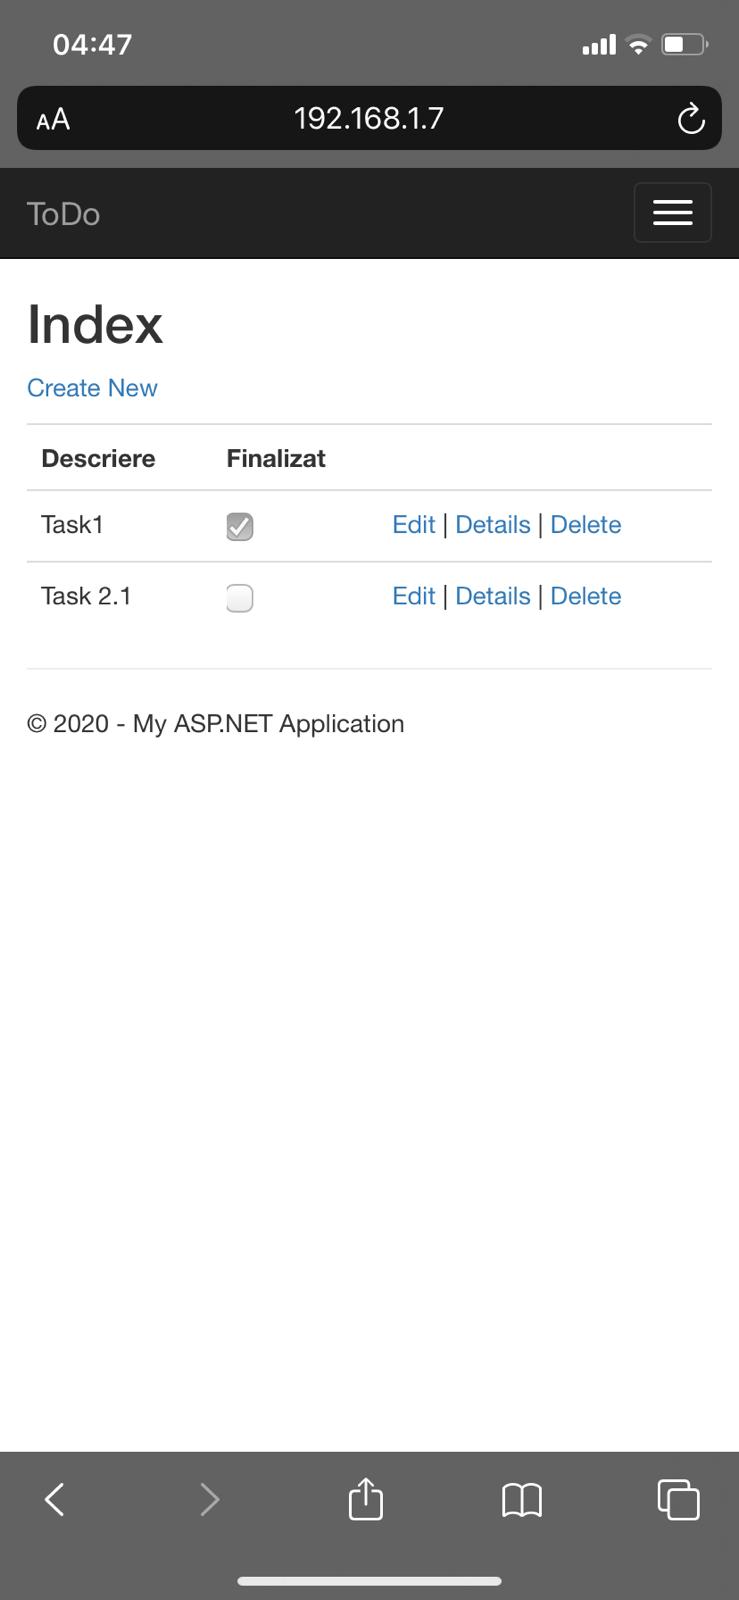 04:47
AA 192.168.1.7
ToDo
Index
Create New
Descriere Finalizat
Task1 Edit | Details | Delete
Task 2.1 Edit | Details | Delete
© 2020 - My ASP.NET Application